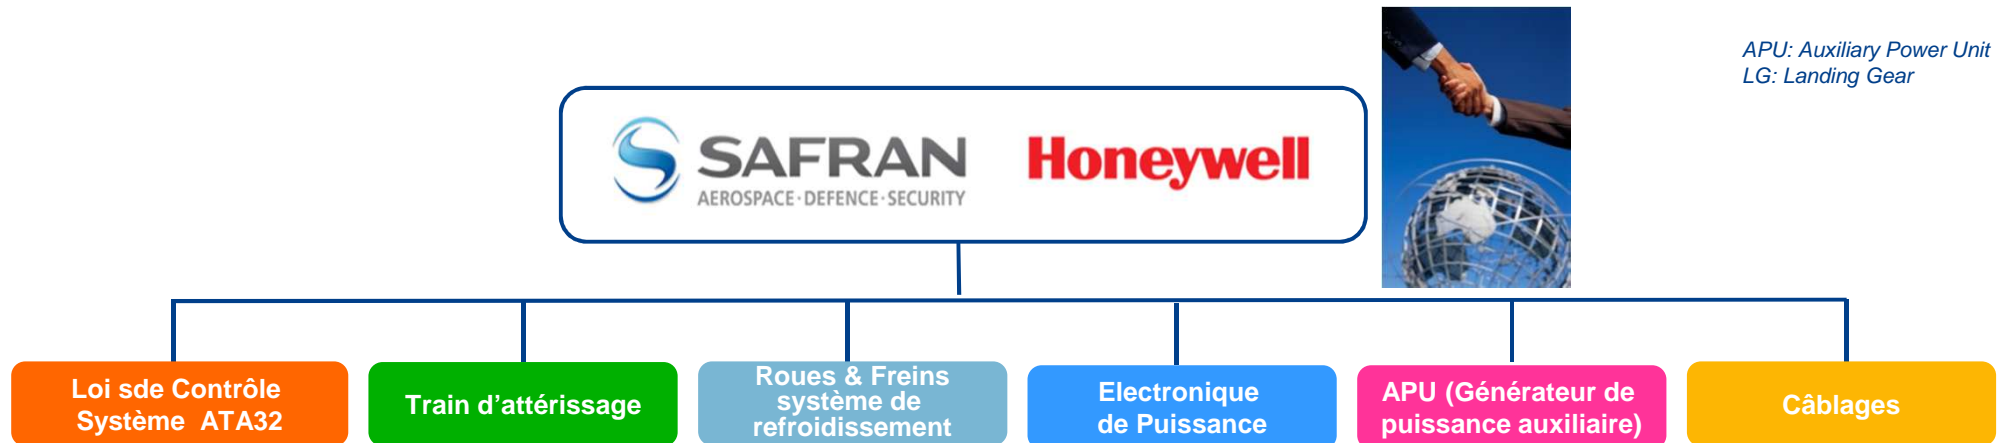 APU: Auxiliary Power Unit
LG: Landing Gear
SAFRAN
AEROSPACE·DEFENCE·SECURITY
Honeywell
Loi sde Contrôle
Système ATA32
Train d’attérissage
Roues & Freins
système de
refroidissement
Electronique
de Puissance
APU (Générateur de
puissance auxiliaire)
Câblages